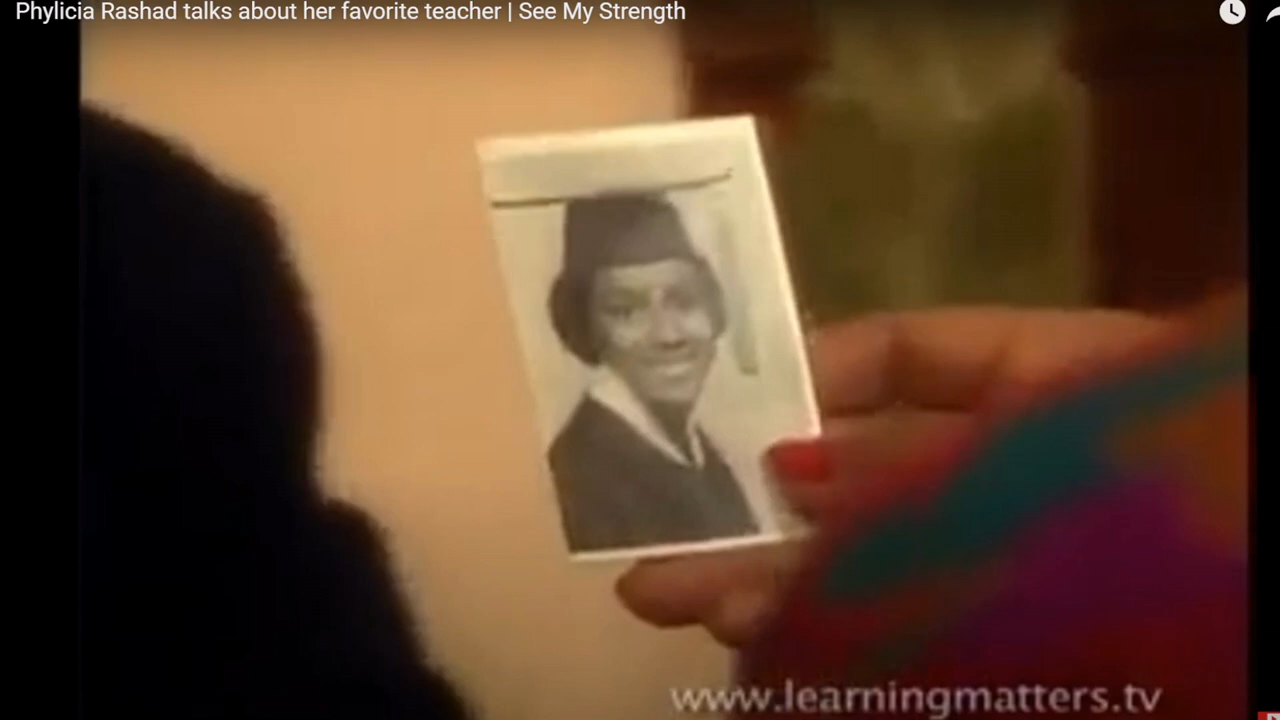 Phylicia Rashad talks about her favorite teacher | See My Strength
www.learningmatters.tv